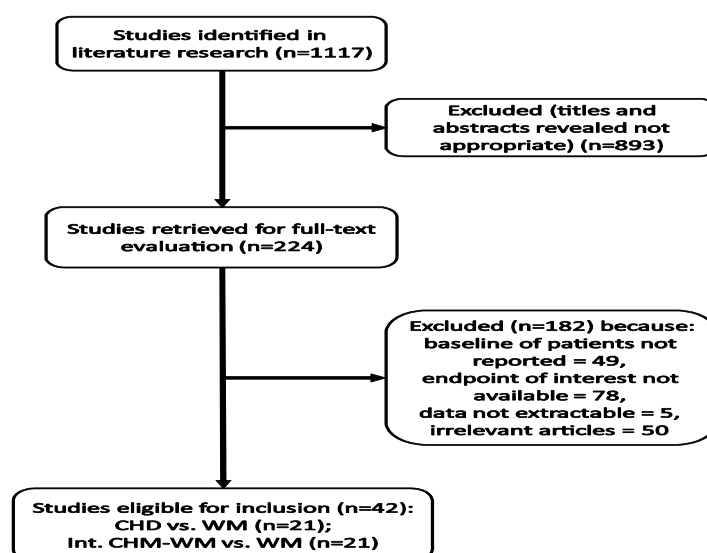 Studies identified in
literature research (n=1117)
Excluded (titles and
abstracts revealed not
appropriate) (n=893)
Studies retrieved for full-text
evaluation (n=224)
Excluded (n=182) because:
baseline of patients not
reported = 49,
endpoint of interest not
available = 78,
data not extractable = 5,
irrelevant articles = 50
Studies eligible for inclusion (n=42):
CHD vs. WM (n=21);
Int. CHM-WM vs. WM (n=21)